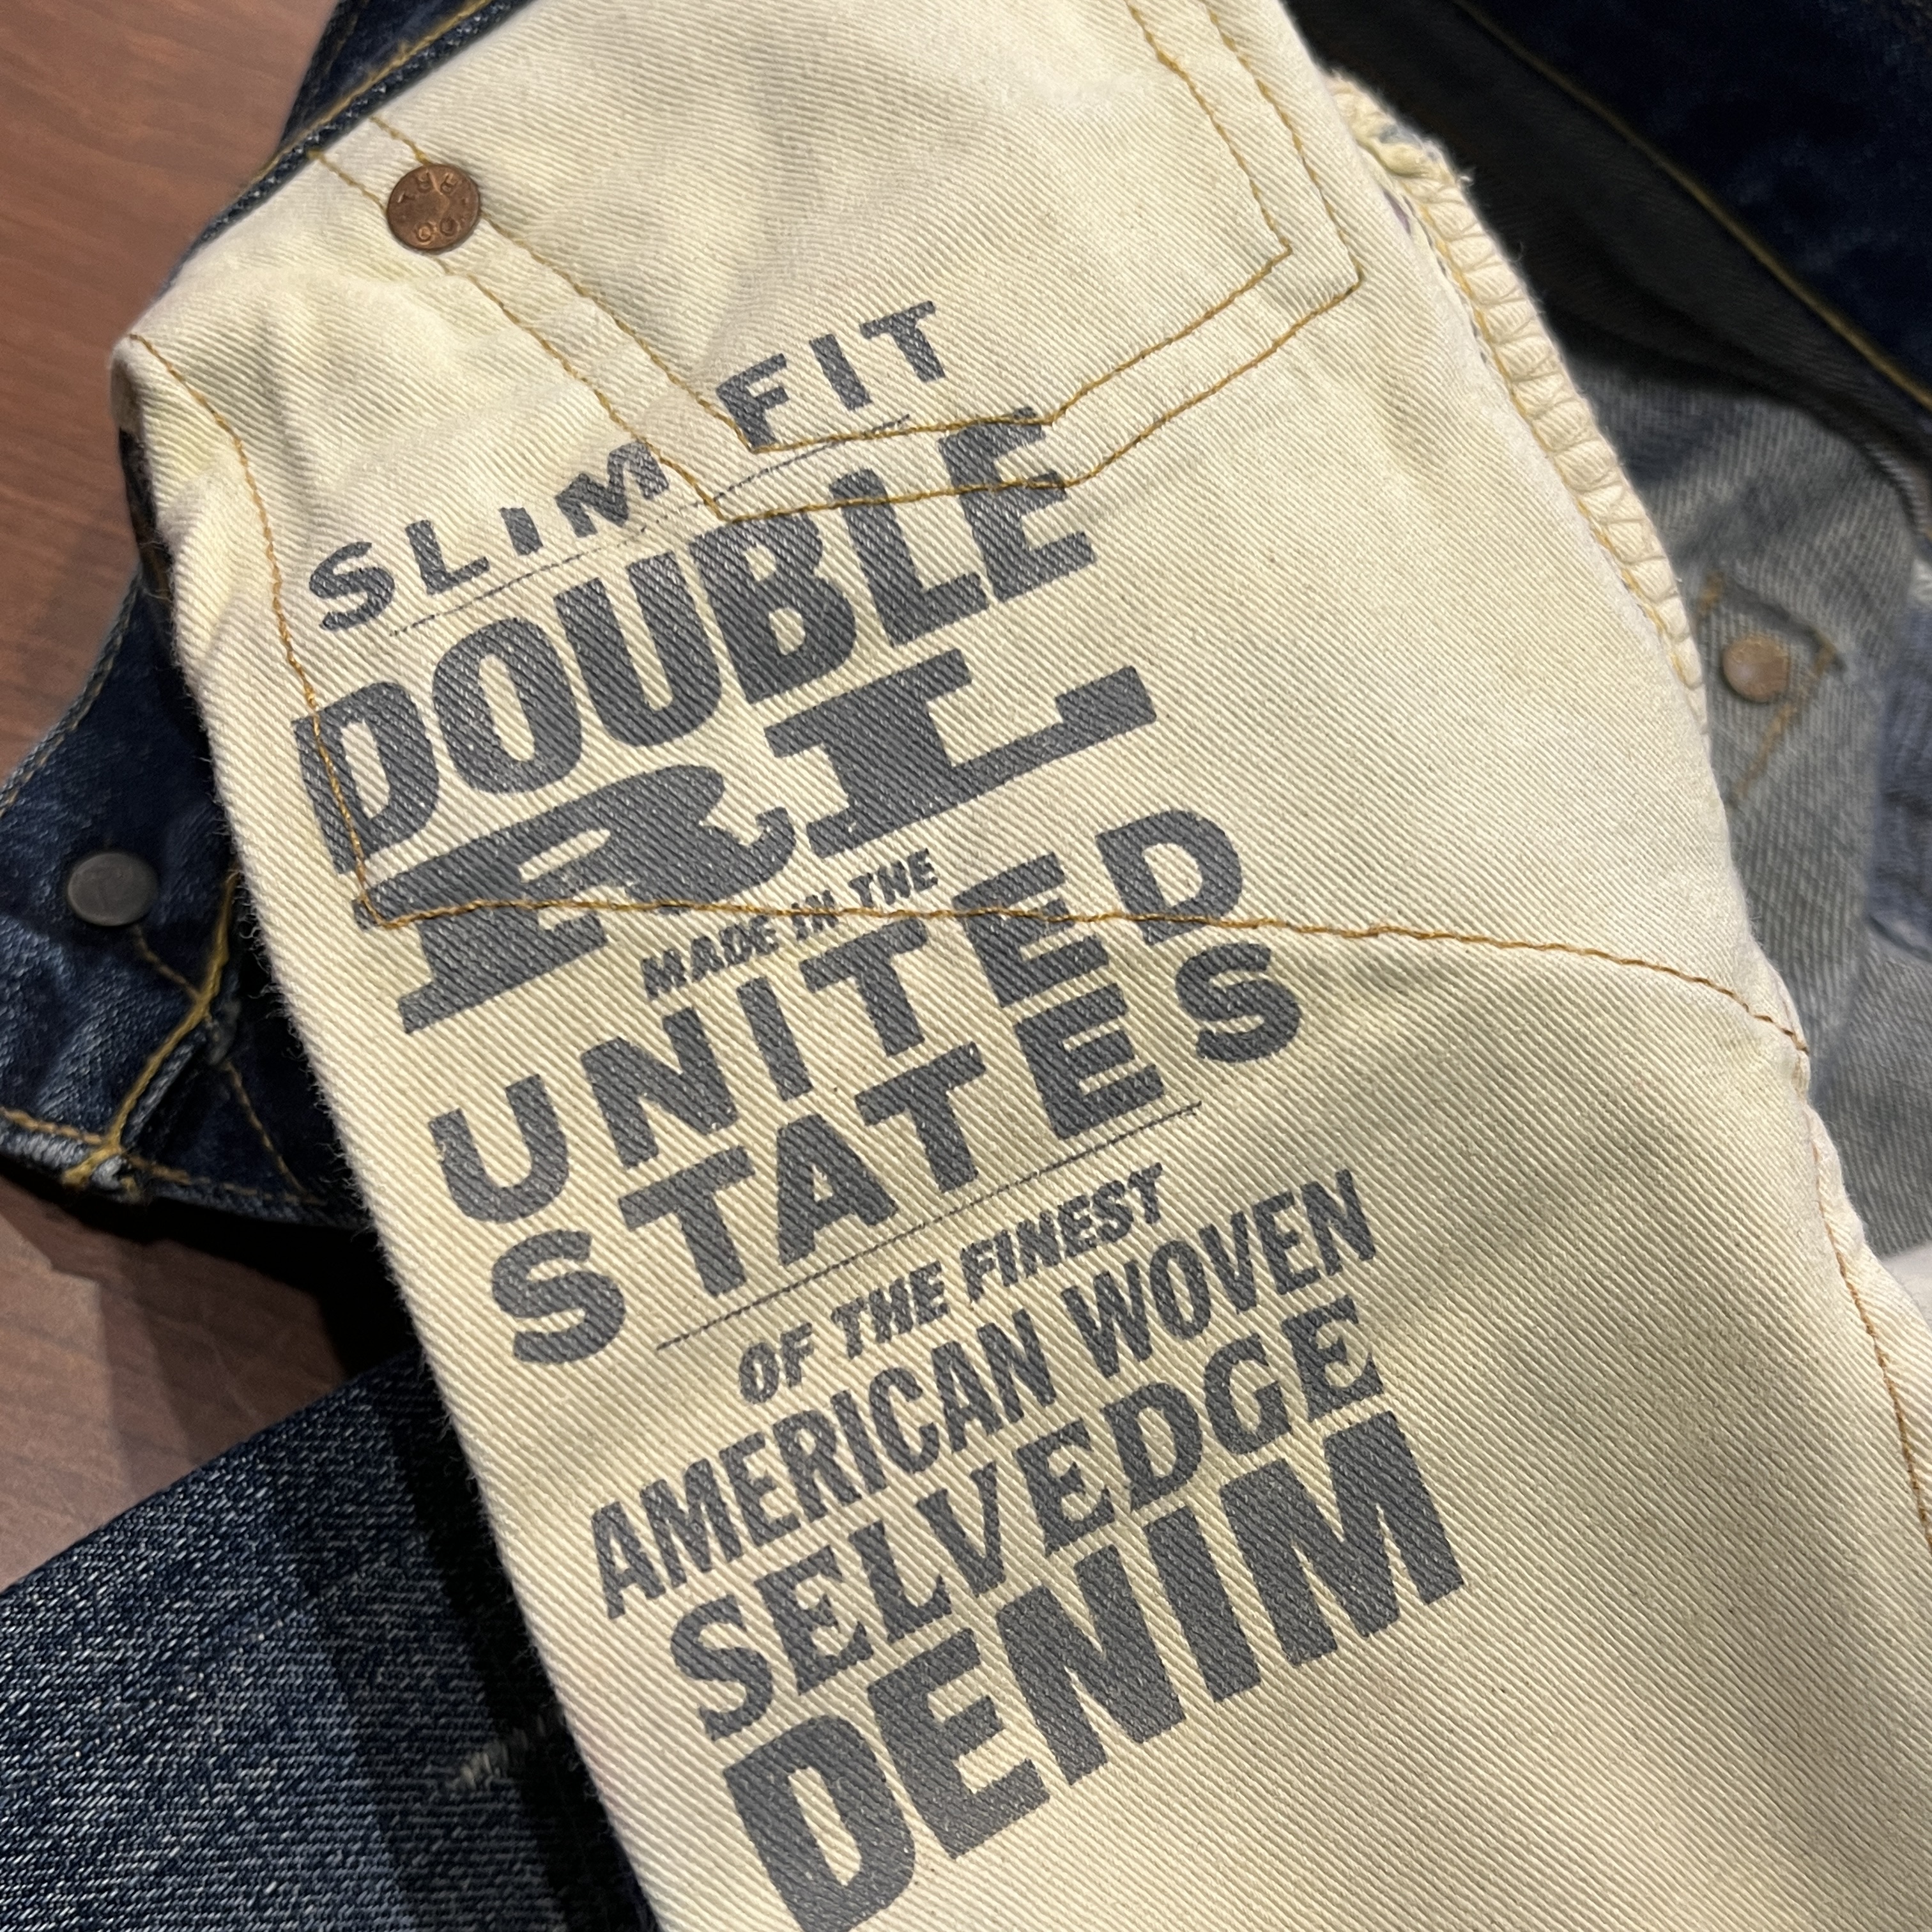 SLIM FIT
DOUBLE
RL
MADE IN THE
UNITED
STATES
OF THE FINEST
AMERICAN WOVEN
SELVEDGE
DENIM